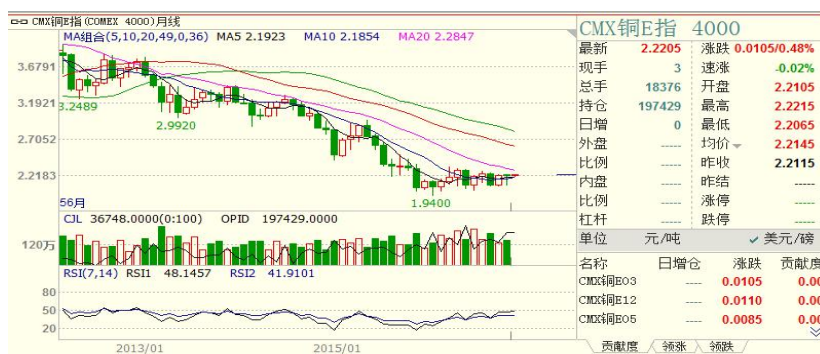 CMX铜E指(COMEX 4000)月线
MA组合(5,10,20,49,0,36) MA5 2.1923 MA10 2.1854 MA20 2.2847
3.6791
3.1921
2.7052
2.2183
3.2489
2.9920
1.9400
56月
CJL 36748.0000(0:100) OPID 197429.0000
120万
RSI(7,14) RSI1 48.1457 RSI2 41.9101
80
50
20
2013/01 2015/01
CMX铜E指 4000
最新 2.2205 涨跌 0.0105/0.48%
现手 3 速涨 -0.02%
总手 18376 开盘 2.2105
持仓 197429 最高 2.2215
日增 0 最低 2.2065
外盘 ----- 均价 2.2145
比例 ----- 昨收 2.2115
内盘 ----- 昨结 -----
比例 ----- 涨停 -----
杠杆 ----- 跌停 -----
单位 元/吨 美元/磅
名称 日增仓 涨跌 贡献度
CMX铜E03 ---- 0.0105 0.00
CMX铜E12 ---- 0.0110 0.00
CMX铜E05 ---- 0.0085 0.00
贡献度 领涨 领跌